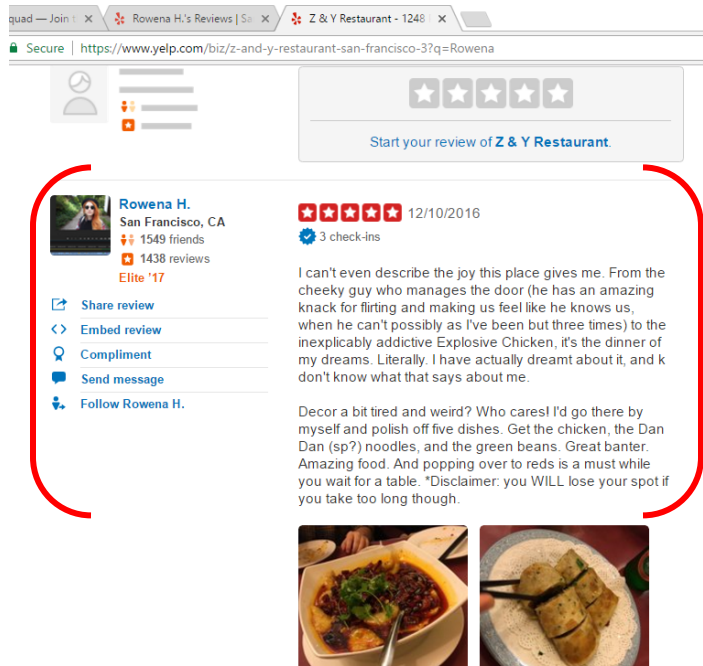 quad — Join t
Rowena H.'s Reviews | Sa
Z & Y Restaurant - 1248
Secure | https://www.yelp.com/biz/z-and-y-restaurant-san-francisco-3?q=Rowena
Start your review of Z & Y Restaurant.
Rowena H.
San Francisco, CA
1549 friends
1438 reviews
Elite '17
Share review
Embed review
Compliment
Send message
Follow Rowena H.
12/10/2016
3 check-ins
I can't even describe the joy this place gives me. From the
cheeky guy who manages the door (he has an amazing
knack for flirting and making us feel like he knows us,
when he can't possibly as I've been but three times) to the
inexplicably addictive Explosive Chicken, it's the dinner of
my dreams. Literally. I have actually dreamt about it, and k
don't know what that says about me.
Decor a bit tired and weird? Who cares! I'd go there by
myself and polish off five dishes. Get the chicken, the Dan
Dan (sp?) noodles, and the green beans. Great banter.
Amazing food. And popping over to reds is a must while
you wait for a table. *Disclaimer: you WILL lose your spot if
you take too long though.